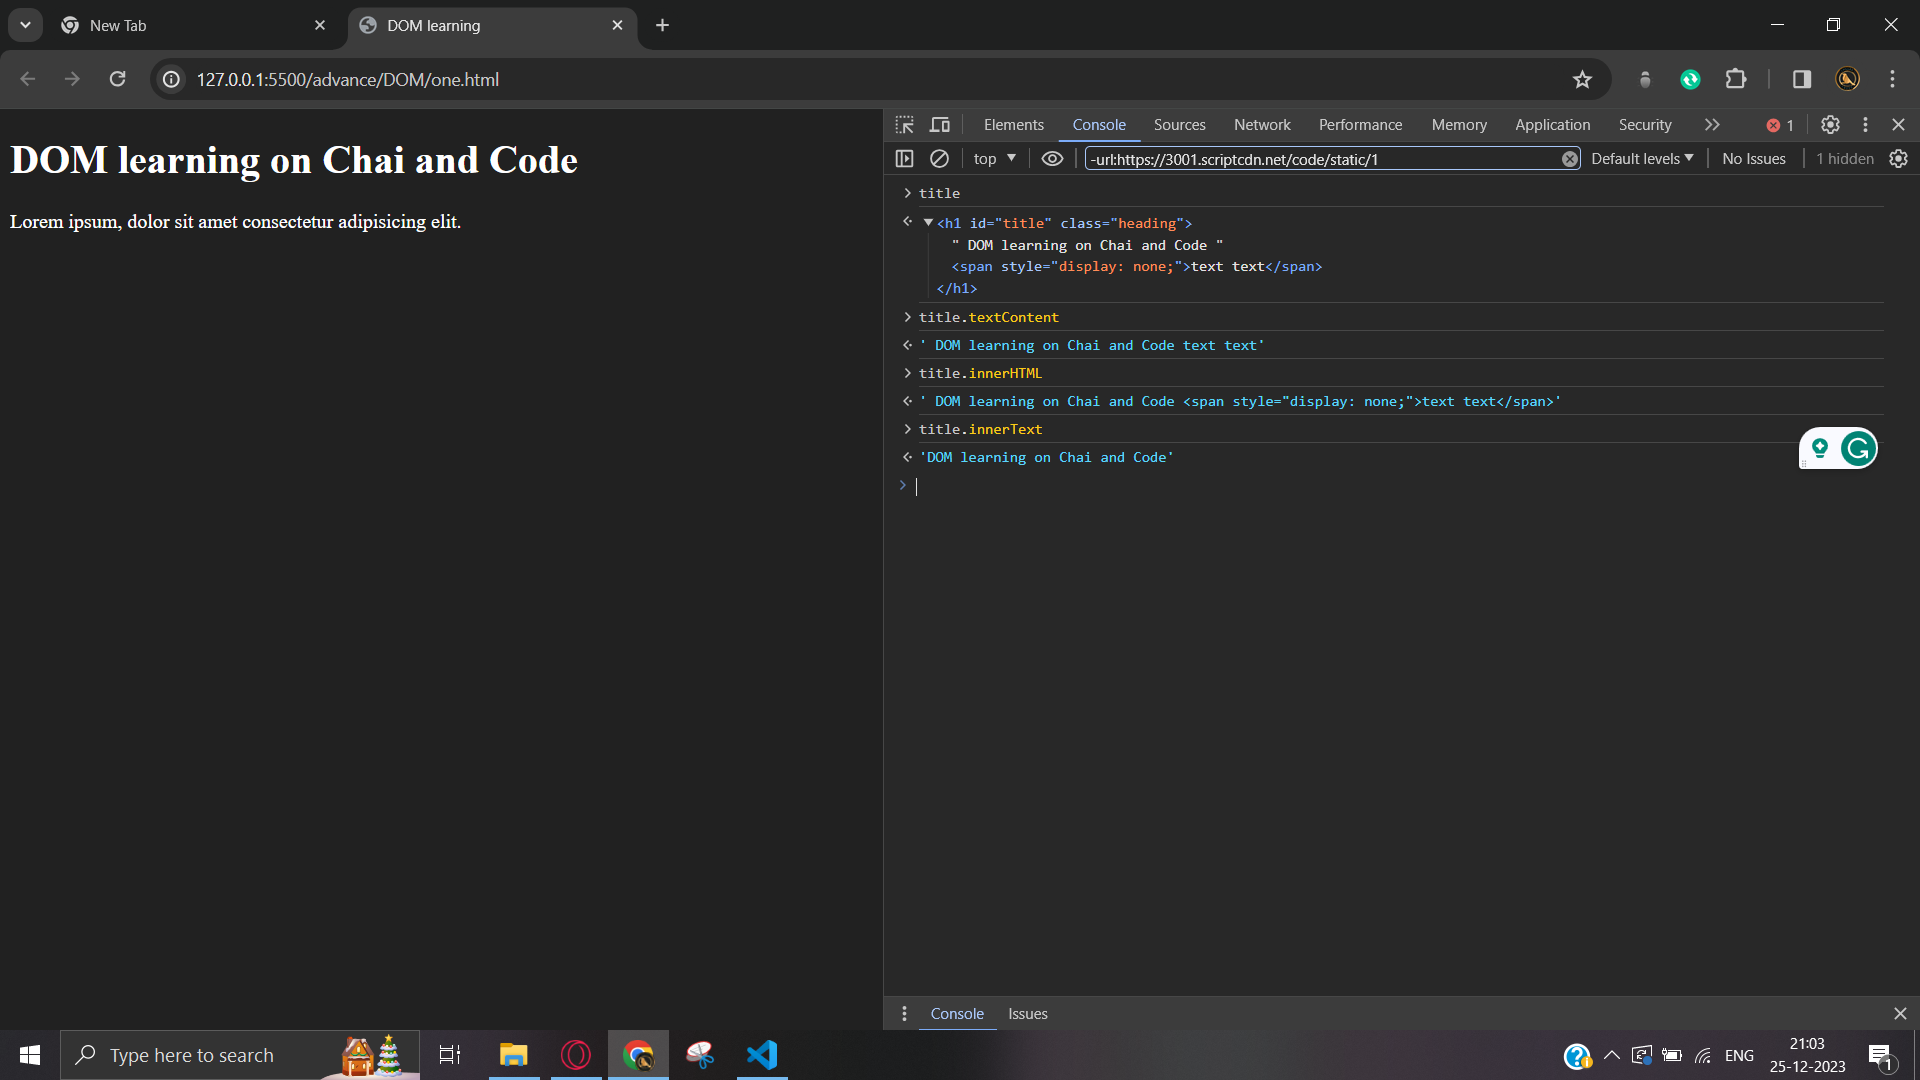 New Tab
DOM learning
127.0.0.1:5500/advance/DOM/one.html
DOM learning on Chai and Code
Lorem ipsum, dolor sit amet consectetur adipisicing elit.
Elements Console Sources Network Performance Memory Application Security 1
top -url:https://3001.scriptcdn.net/code/static/1 Default levels No Issues 1 hidden
title
<h1 id="title" class="heading">
" DOM learning on Chai and Code "
<span style="display: none;">text text</span>
</h1>
title.textContent
' DOM learning on Chai and Code text text'
title.innerHTML
' DOM learning on Chai and Code <span style="display: none;">text text</span>'
title.innerText
'DOM learning on Chai and Code'
Console Issues
Type here to search
ENG
21:03
25-12-2023
1